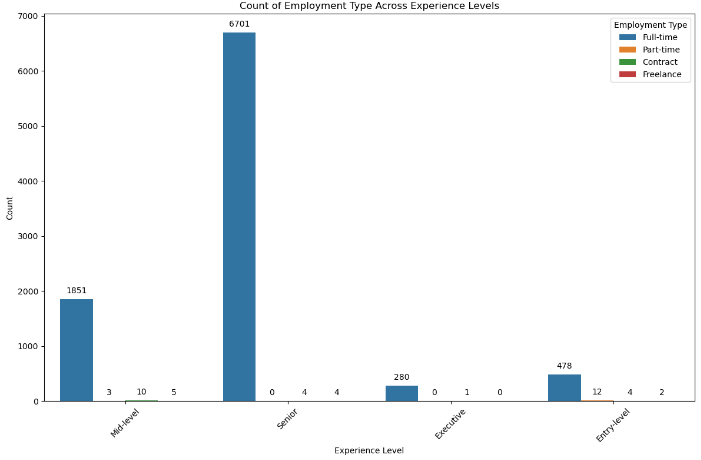 Count of Employment Type Across Experience Levels
Employment Type
Full-time
Part-time
Contract
Freelance
Count
7000
6000
5000
4000
3000
2000
1000
0
1851
3
10
5
6701
0
4
4
280
0
1
0
478
12
4
2
Mid-level
Senior
Executive
Entry-level
Experience Level